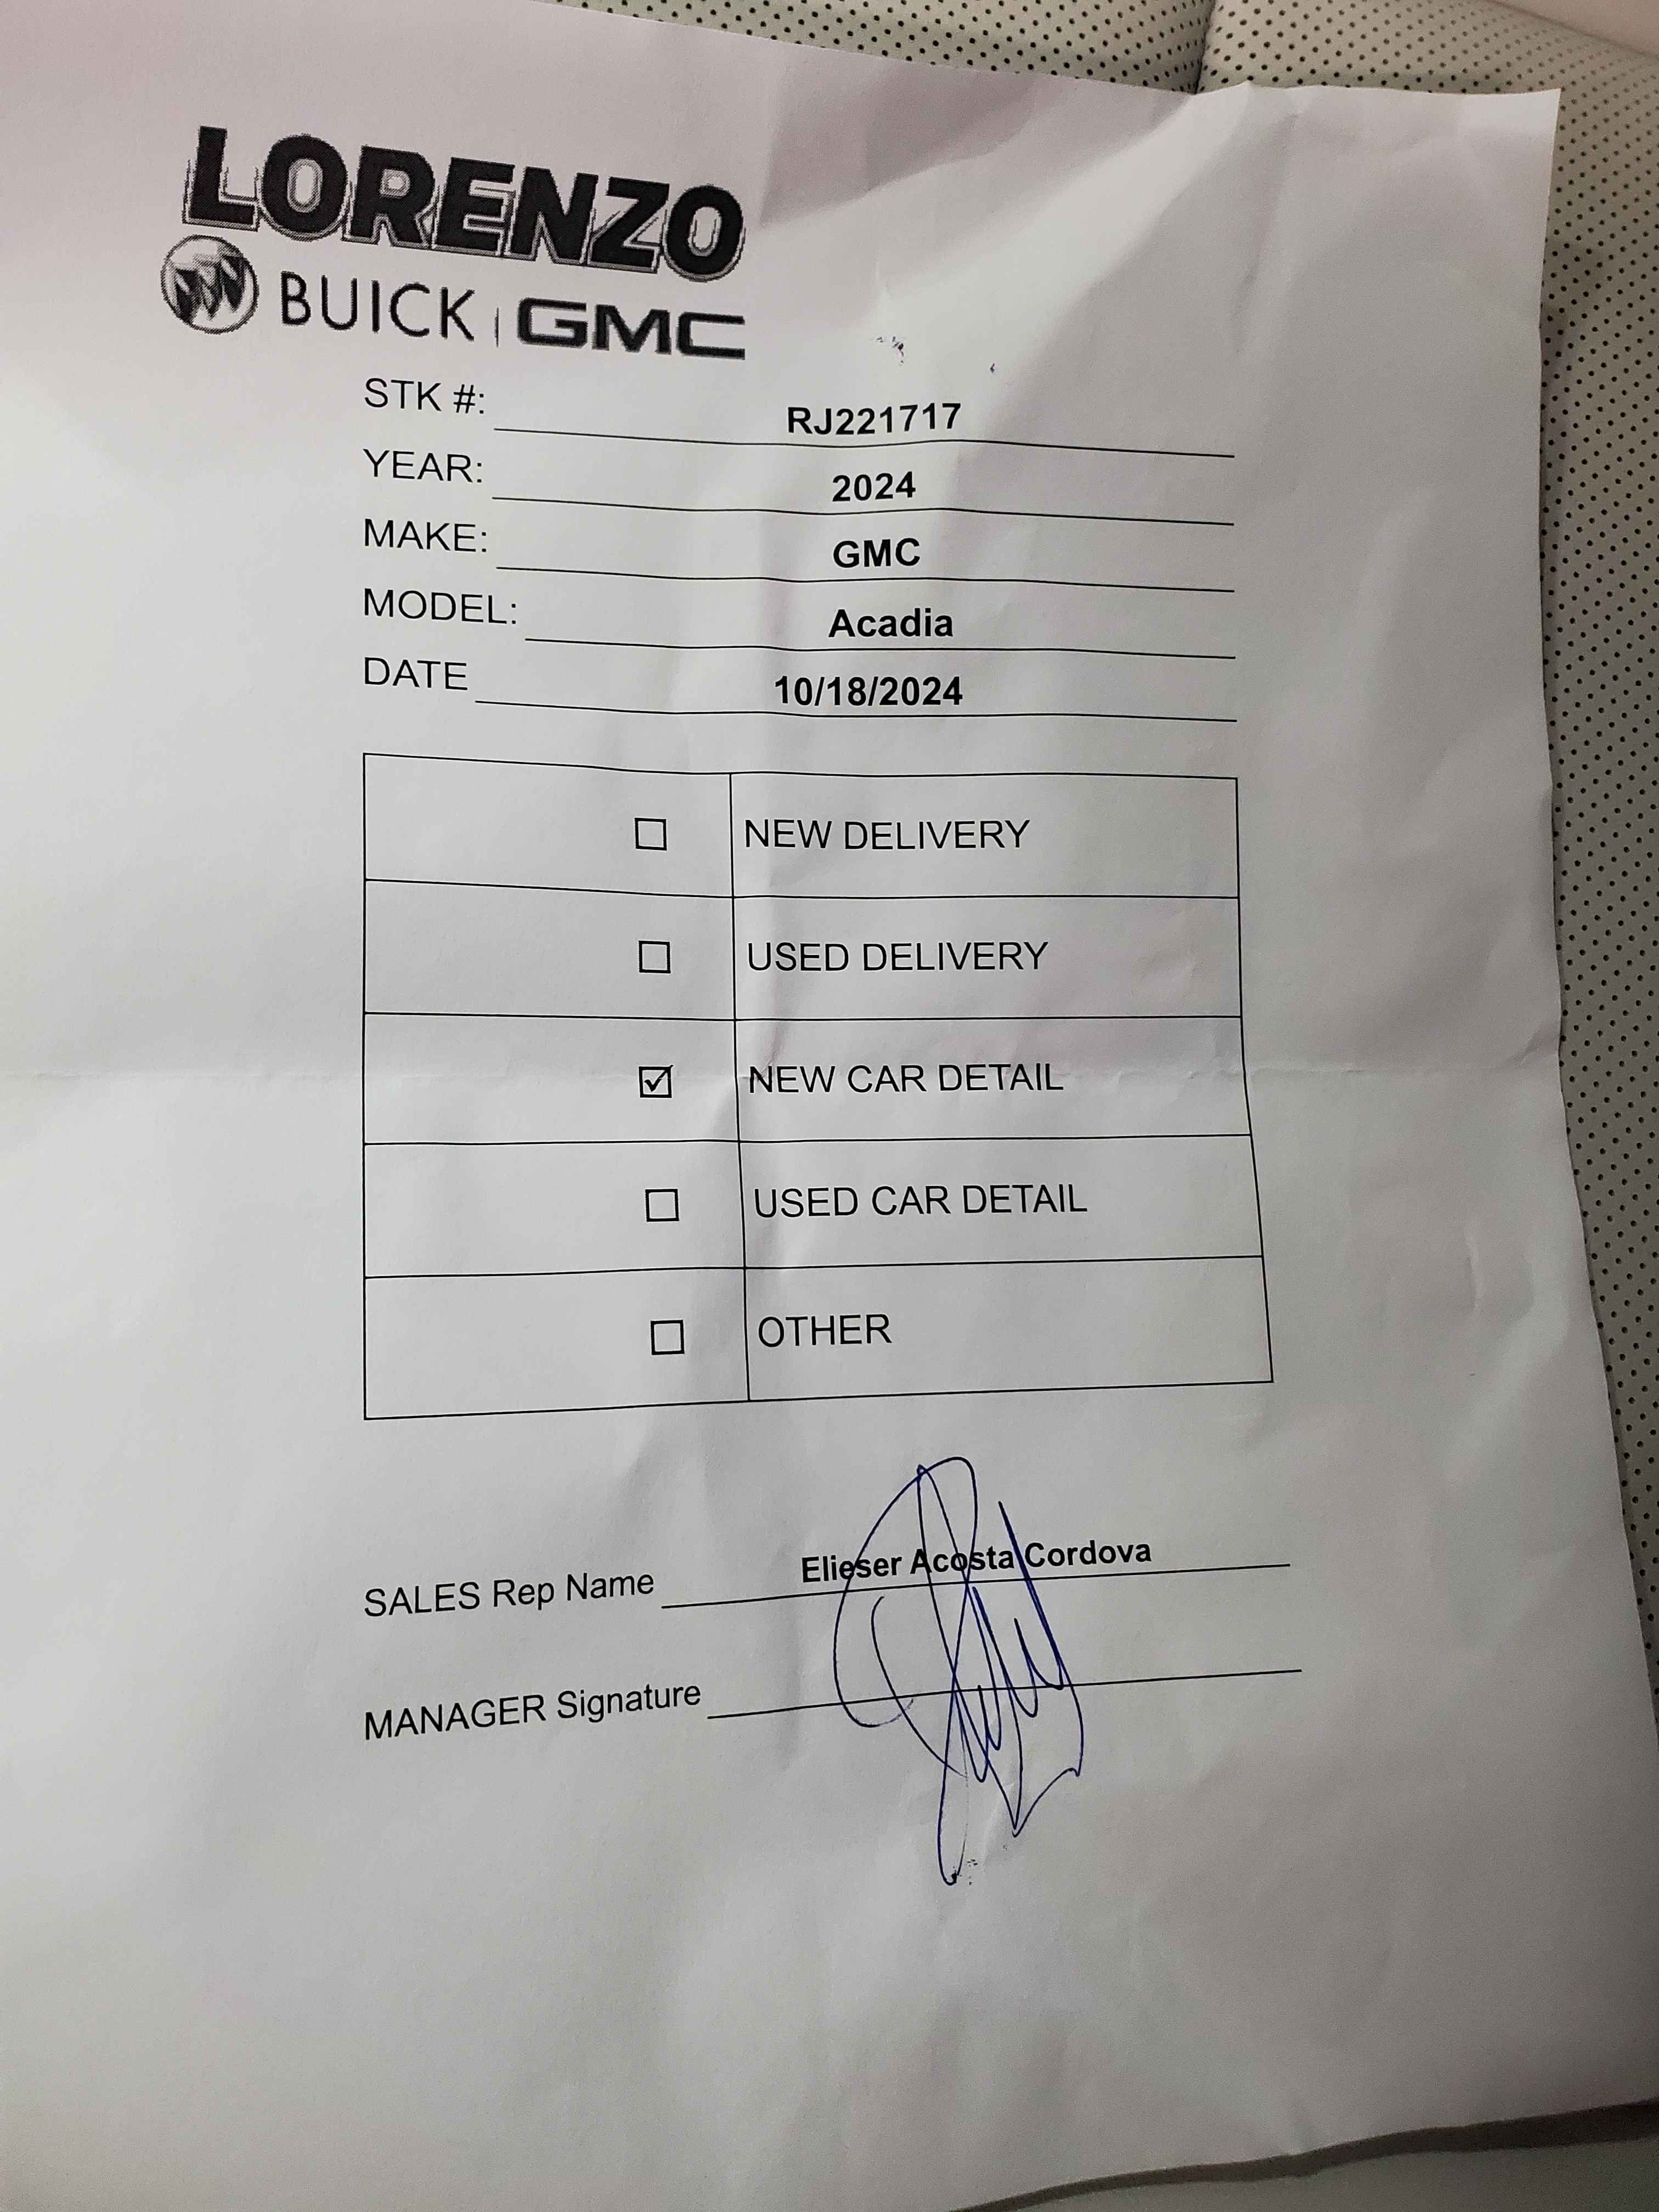 LORENZO
BUICK | GMC
STK #: RJ221717
YEAR: 2024
MAKE: GMC
MODEL: Acadia
DATE 10/18/2024
☐ NEW DELIVERY
☐ USED DELIVERY
☑ NEW CAR DETAIL
☐ USED CAR DETAIL
☐ OTHER
SALES Rep Name Elieser Acosta Cordova
MANAGER Signature